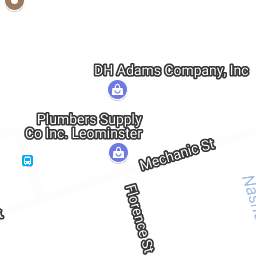 DH Adams Company, Inc
Plumbers Supply
Co Inc. Leominster
Mechanic St
Florence St